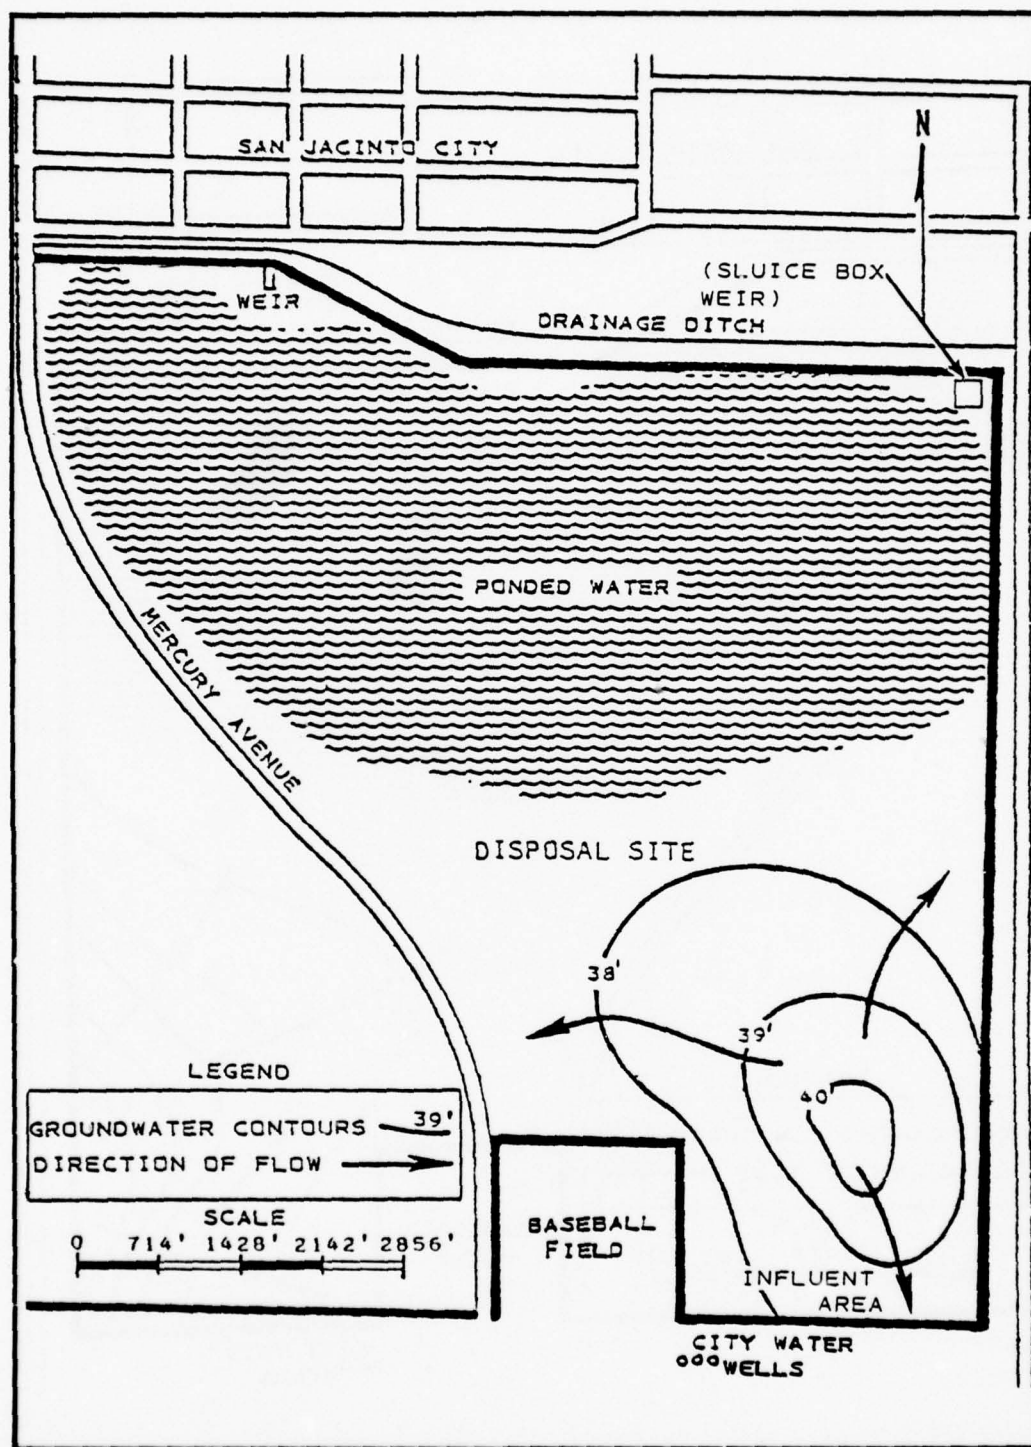 SAN JACINTO CITY
N
(SLUICE BOX
WEIR)
WEIR
DRAINAGE DITCH
PONDED WATER
MERCURY AVENUE
DISPOSAL SITE
38'
39'
40'
LEGEND
GROUNDWATER CONTOURS 39'
DIRECTION OF FLOW
SCALE
0 714' 1428' 2142' 2856'
BASEBALL
FIELD
INFLUENT
AREA
CITY WATER
WELLS